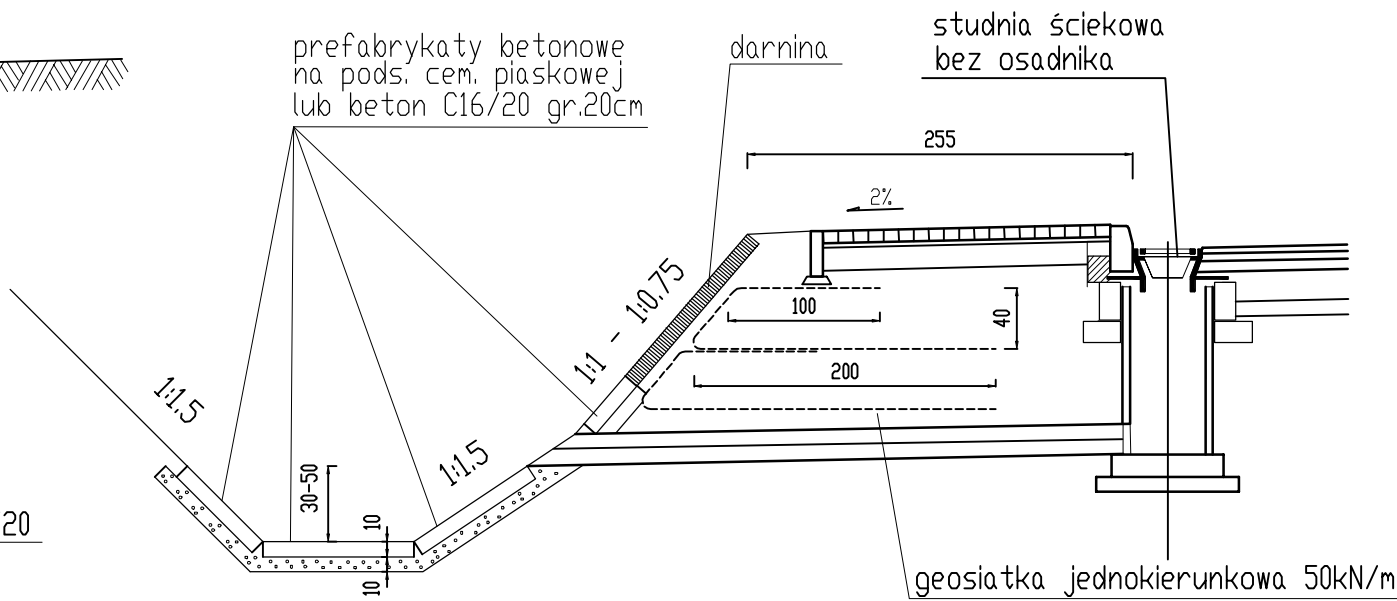 prefabrykaty betonowe
na pods. cem. piaskowej
lub beton C16/20 gr.20cm
darnina
studnia ściekowa
bez osadnika
255
2%
1:1 - 1:0.75
100
40
200
1:1.5
1:1.5
30-50
10
10
20
geosiatka jednokierunkowa 50kN/m